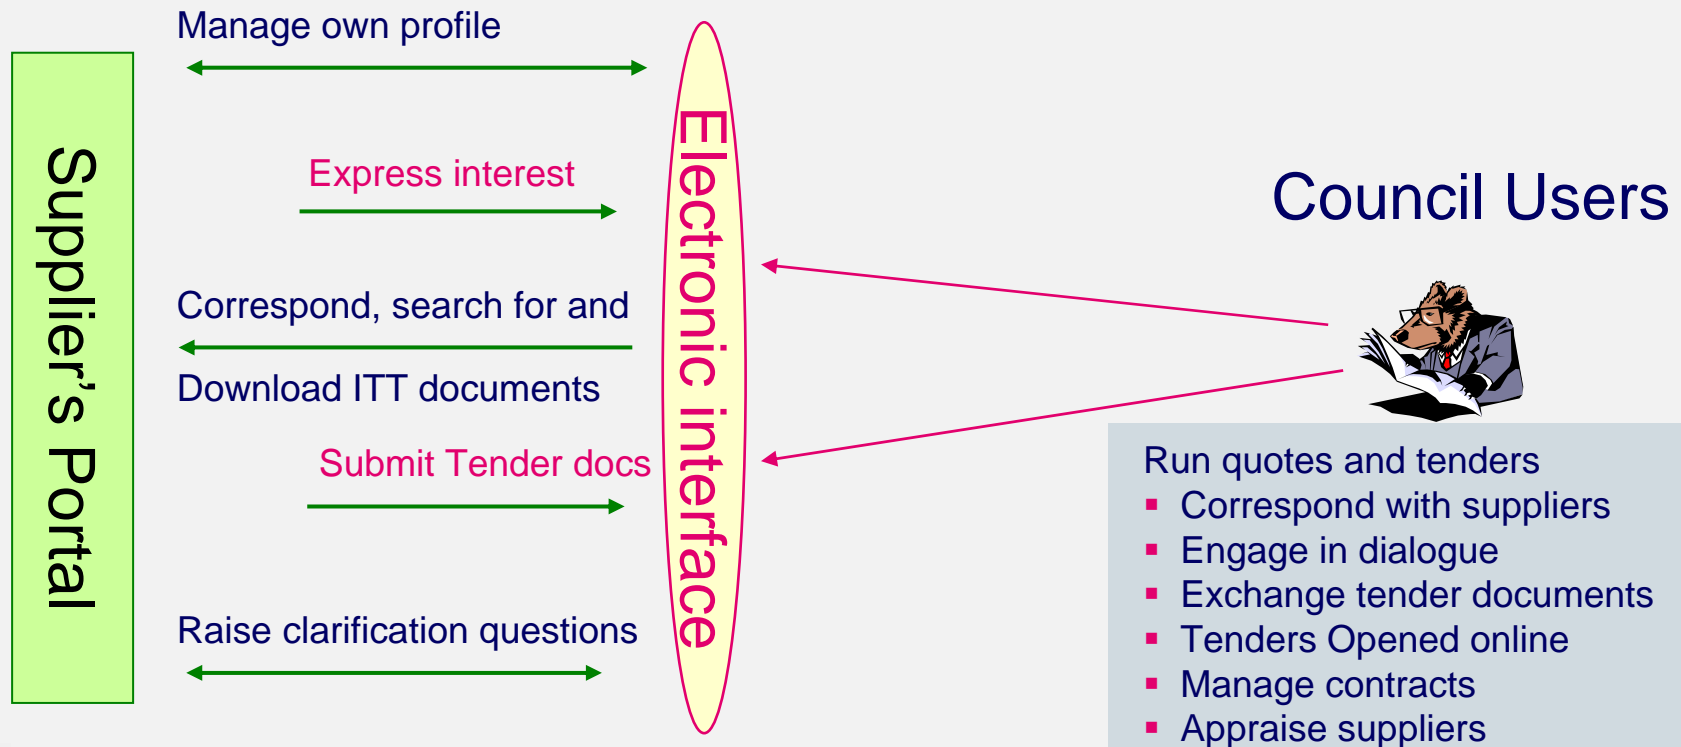 Manage own profile
Supplier's Portal
Express interest
Correspond, search for and
Download ITT documents
Submit Tender docs
Raise clarification questions
Electronic interface
Council Users
Run quotes and tenders
▪ Correspond with suppliers
▪ Engage in dialogue
▪ Exchange tender documents
▪ Tenders Opened online
▪ Manage contracts
▪ Appraise suppliers